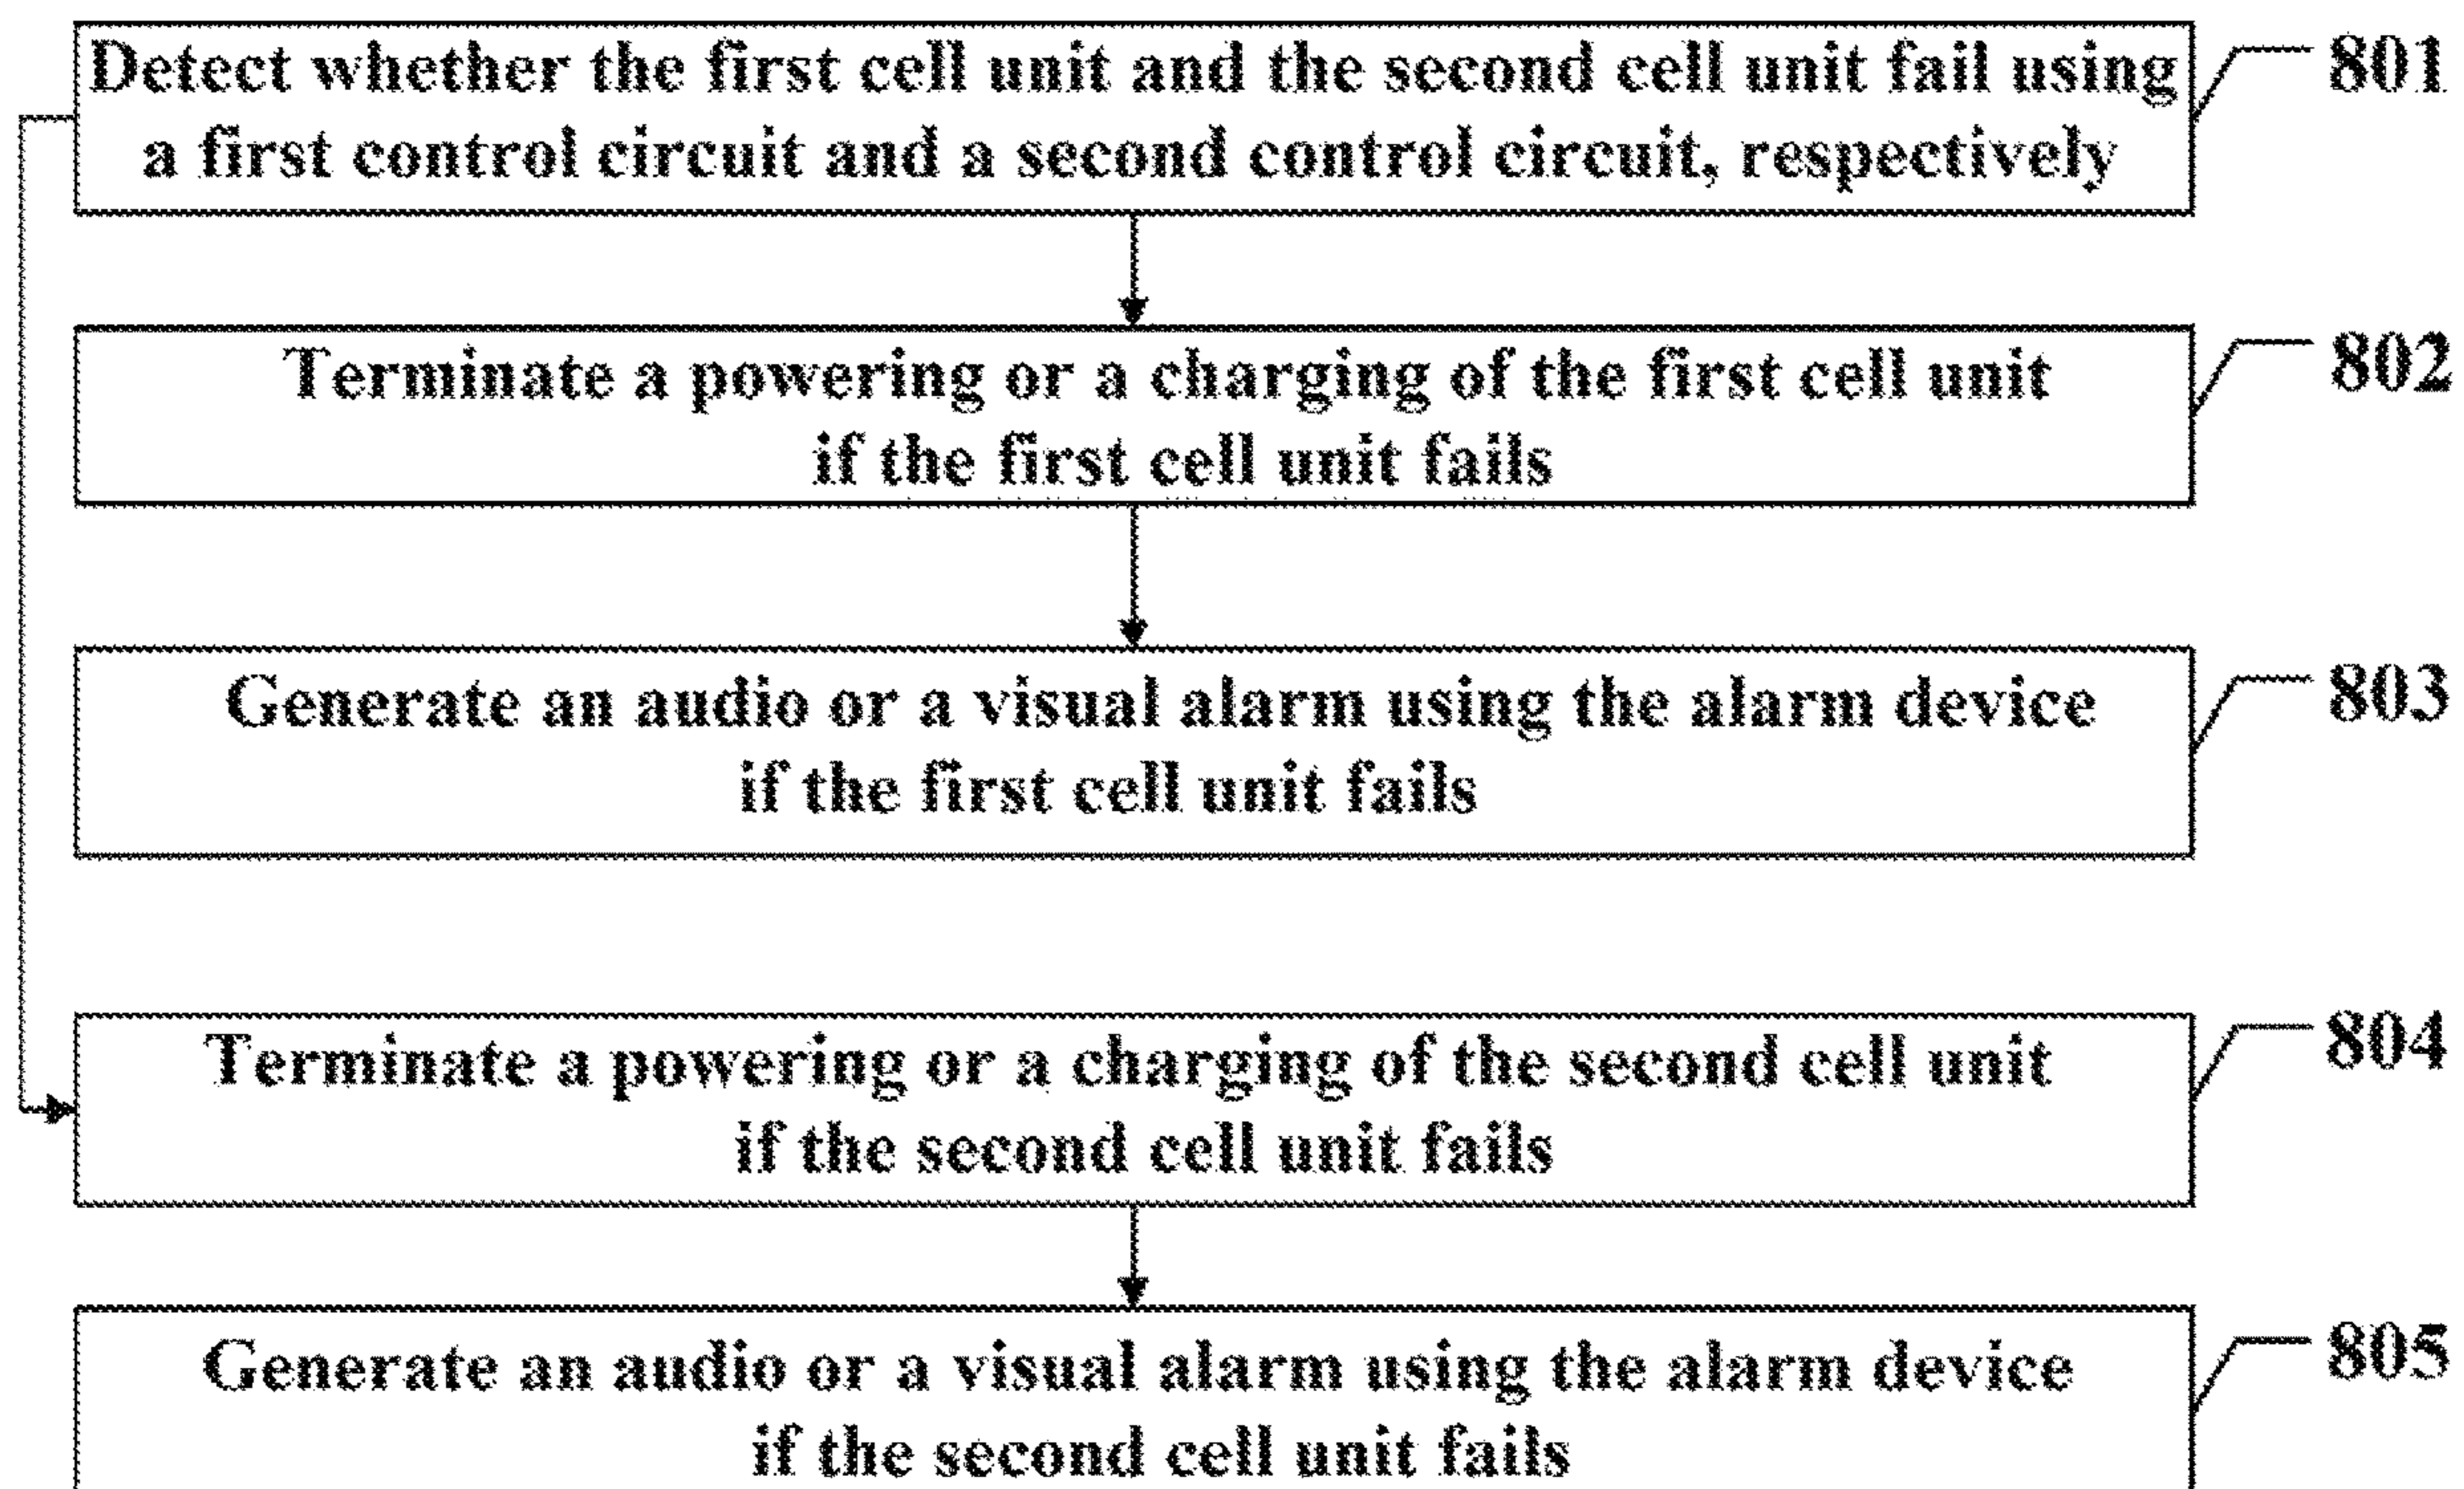 Detect whether the first cell unit and the second cell unit fail using
a first control circuit and a second control circuit, respectively
801
Terminate a powering or a charging of the first cell unit
if the first cell unit fails
802
Generate an audio or a visual alarm using the alarm device
if the first cell unit fails
803
Terminate a powering or a charging of the second cell unit
if the second cell unit fails
804
Generate an audio or a visual alarm using the alarm device
if the second cell unit fails
805